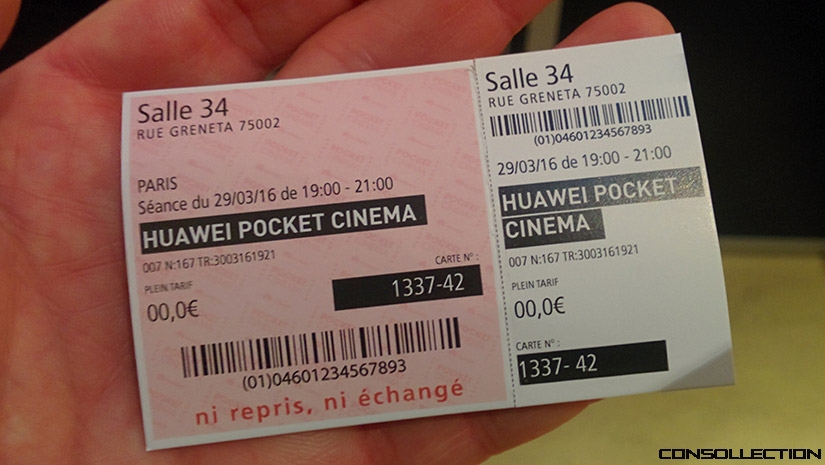 Salle 34
RUE GRENETA 75002
PARIS
Séance du 29/03/16 de 19:00 - 21:00
HUAWEI POCKET CINEMA
007 N:167 TR:3003161921
PLEIN TARIF
00,0€
CARTE N° :
1337-42
(01)04601234567893
ni repris, ni échangé
Salle 34
RUE GRENETA 75002
(01)04601234567893
29/03/16 de 19:00 - 21:00
HUAWEI POCKET
CINEMA
007 N:167 TR:3003161921
PLEIN TARIF
00,0€
CARTE N° :
1337- 42
CONSOLLECTION